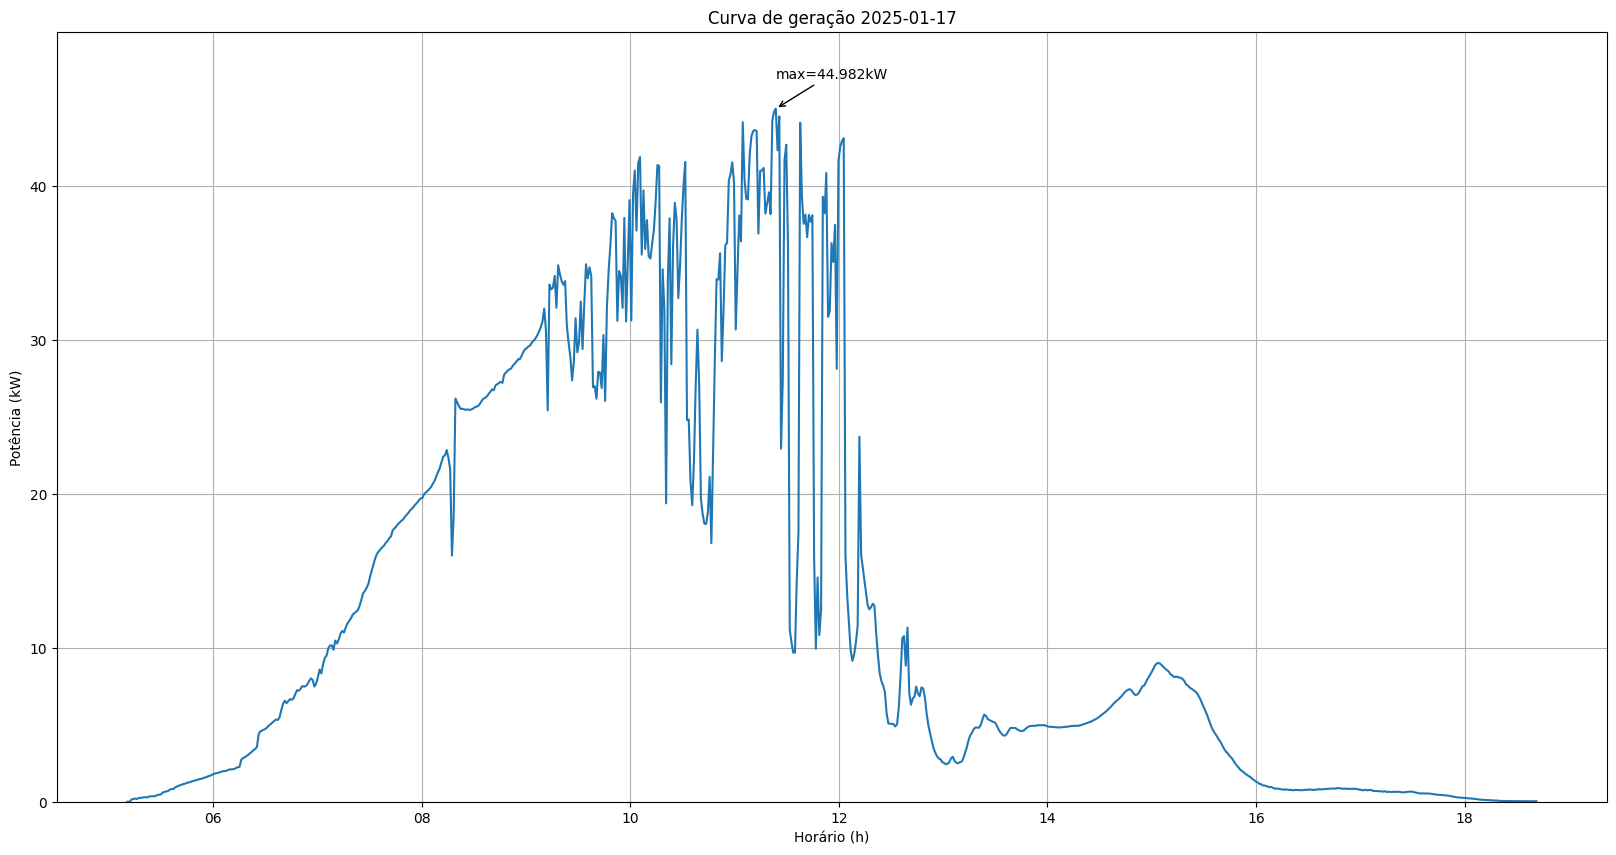 Curva de geração 2025-01-17
max=44.982kW
Potência (kW)
40
30
20
10
0
06 08 10 12 14 16 18
Horário (h)